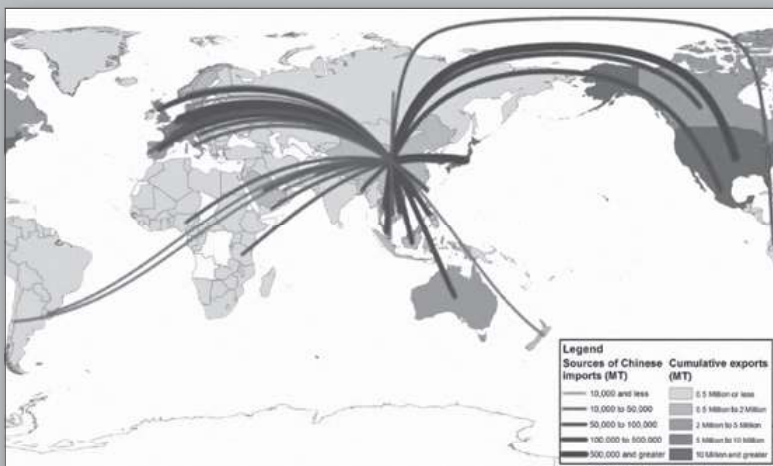 Legend
Sources of Chinese imports (MT)
10,000 and less
10,000 to 50,000
50,000 to 100,000
100,000 to 500,000
500,000 and greater
Cumulative exports (MT)
0.5 Million or less
0.5 Million to 2 Million
2 Million to 5 Million
5 Million to 10 Million
10 Million and greater